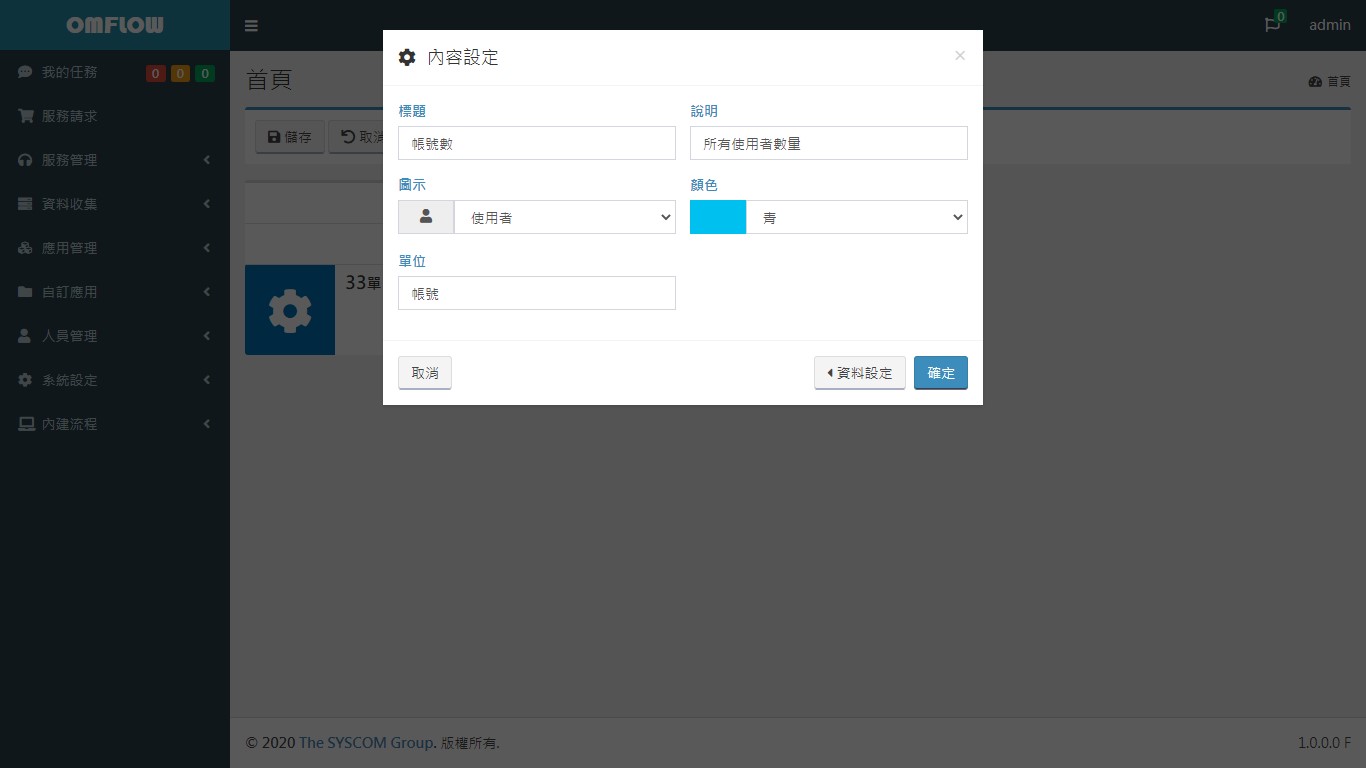 OMFLOW
0
admin
我的任務 0 0 0
服務請求
服務管理
資料收集
應用管理
自訂應用
人員管理
系統設定
內建流程
首頁
首頁
儲存
取消
33單
內容設定
×
標題
說明
帳號數
所有使用者數量
圖示
顏色
使用者
青
單位
帳號
取消
資料設定
確定
© 2020 The SYSCOM Group. 版權所有.
1.0.0.0 F